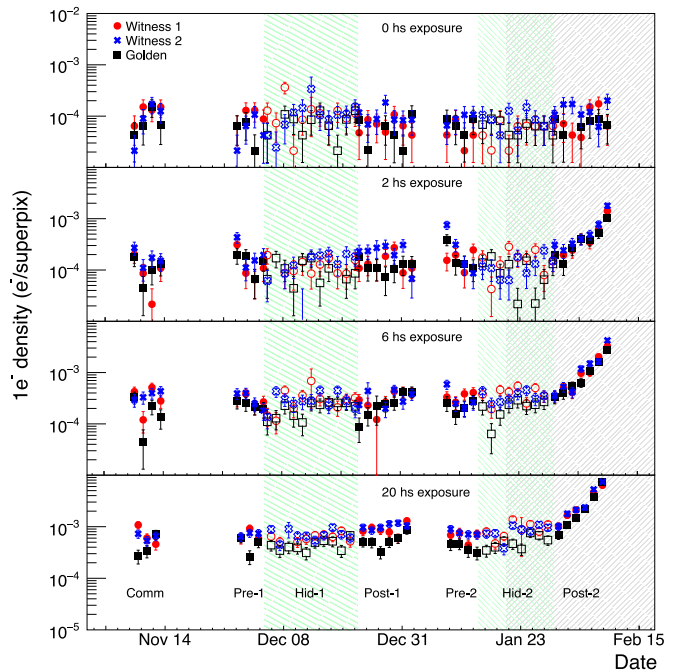 10⁻²
Witness 1
Witness 2
Golden
0 hs exposure
10⁻³
10⁻⁴
2 hs exposure
10⁻³
10⁻⁴
6 hs exposure
10⁻³
10⁻⁴
20 hs exposure
10⁻³
10⁻⁴
Comm Pre-1 Hid-1 Post-1 Pre-2 Hid-2 Post-2
10⁻⁵
Nov 14 Dec 08 Dec 31 Jan 23 Feb 15
Date
1e⁻ density (e⁻/superpix)